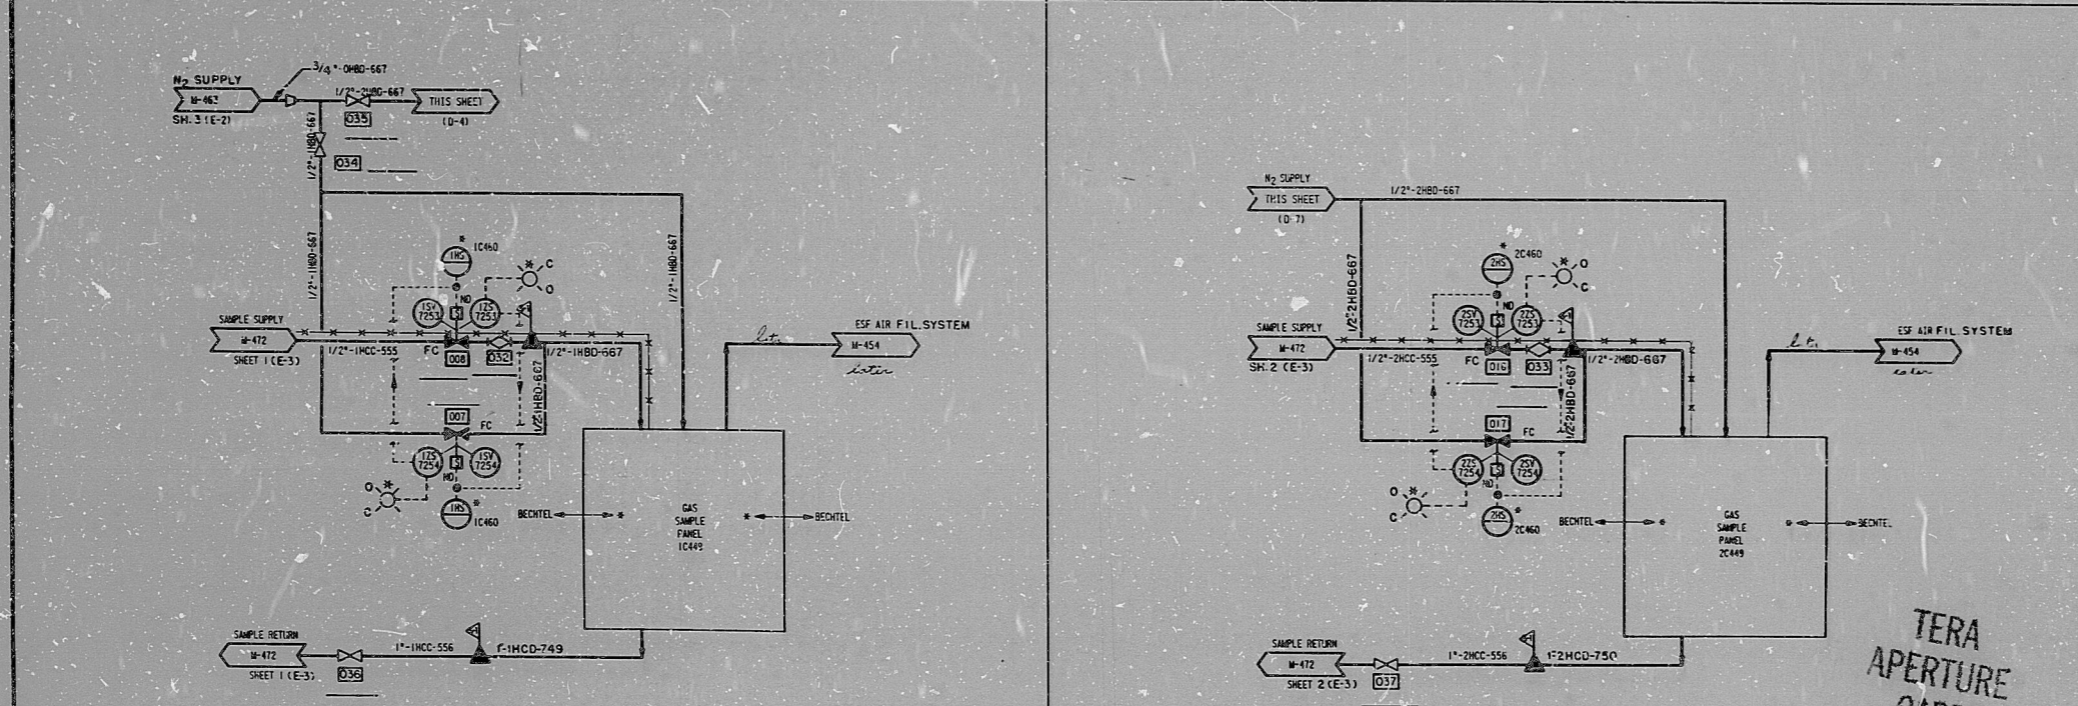 3/4"-0HBD-667
N2 SUPPLY
M-463
SH. 3 (E-2)
1/2"-2HBD-667
THIS SHEET
(D-4)
035
1/2"-1HBD-667
034
1/2"-1HBD-667
1/2"-1HBD-667
*
1C460
1HS
* C
O
NO
1SV
7253
S
1ZS
7253
SAMPLE SUPPLY
M-472
SHEET 1 (E-3)
1/2"-1HCC-555
FC
008
032
1/2"-1HBD-667
1/2"-1HBD-667
007
FC
1ZS
7254
S
1SV
7254
NO
O *
C
1HS
*
1C460
ESF AIR FIL. SYSTEM
M-454
BECHTEL
*
GAS
SAMPLE
PANEL
1C449
*
BECHTEL
SAMPLE RETURN
M-472
SHEET 1 (E-3)
036
1"-1HCC-556
1"-1HCD-749
N2 SUPPLY
THIS SHEET
(D-7)
1/2"-2HBD-667
1/2"-2HBD-667
*
2C460
2HS
* O
C
NO
2SV
7253
S
2ZS
7253
SAMPLE SUPPLY
M-472
SH. 2 (E-3)
1/2"-2HCC-555
FC
016
033
1/2"-2HBD-667
1/2"-2HBD-667
017
FC
2ZS
7254
S
2SV
7254
NO
O *
C
2HS
*
2C460
ESF AIR FIL. SYSTEM
M-454
BECHTEL
*
GAS
SAMPLE
PANEL
2C449
*
BECHTEL
SAMPLE RETURN
M-472
SHEET 2 (E-3)
037
1"-2HCC-556
1"-2HCD-750
TERA
APERTURE